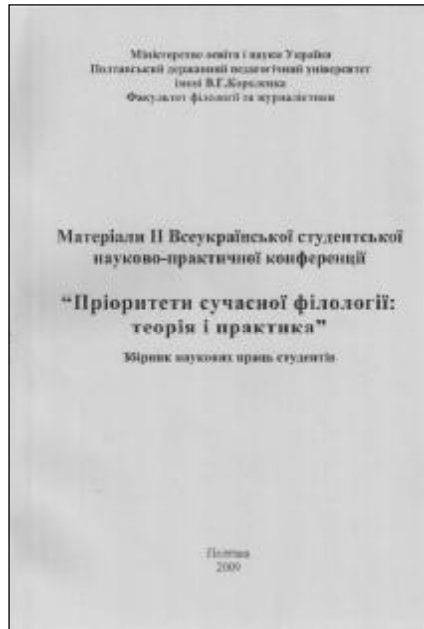 Міністерство освіти і науки України
Полтавський державний педагогічний університет
імені В.Г.Короленка
Факультет філології та журналістики
Матеріали ІІ Всеукраїнської студентської
науково-практичної конференції
“Пріоритети сучасної філології:
теорія і практика”
Збірник наукових праць студентів
Полтава
2009